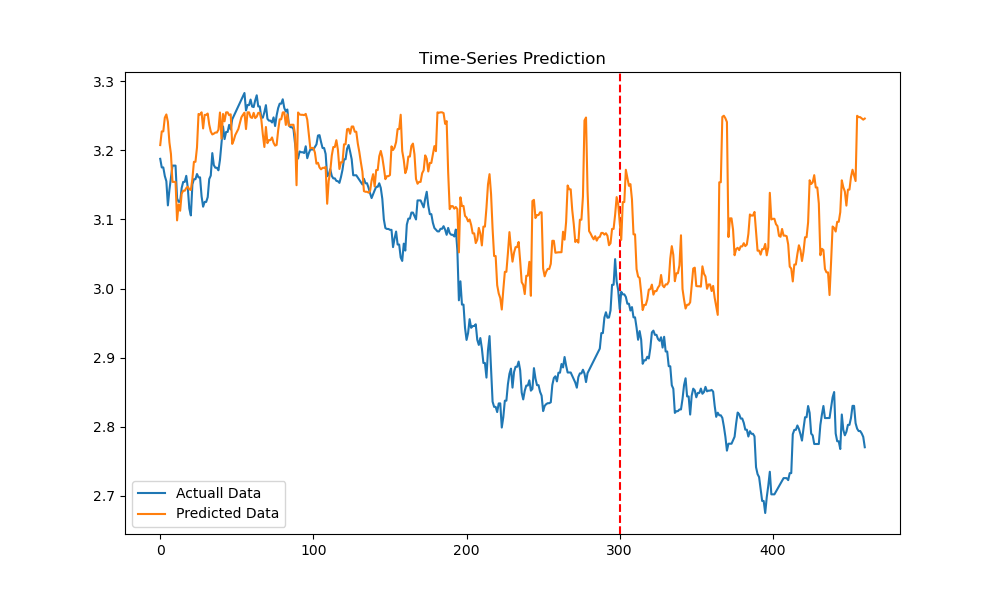 Time-Series Prediction
3.3
3.2
3.1
3.0
2.9
2.8
2.7
Actuall Data
Predicted Data
0 100 200 300 400